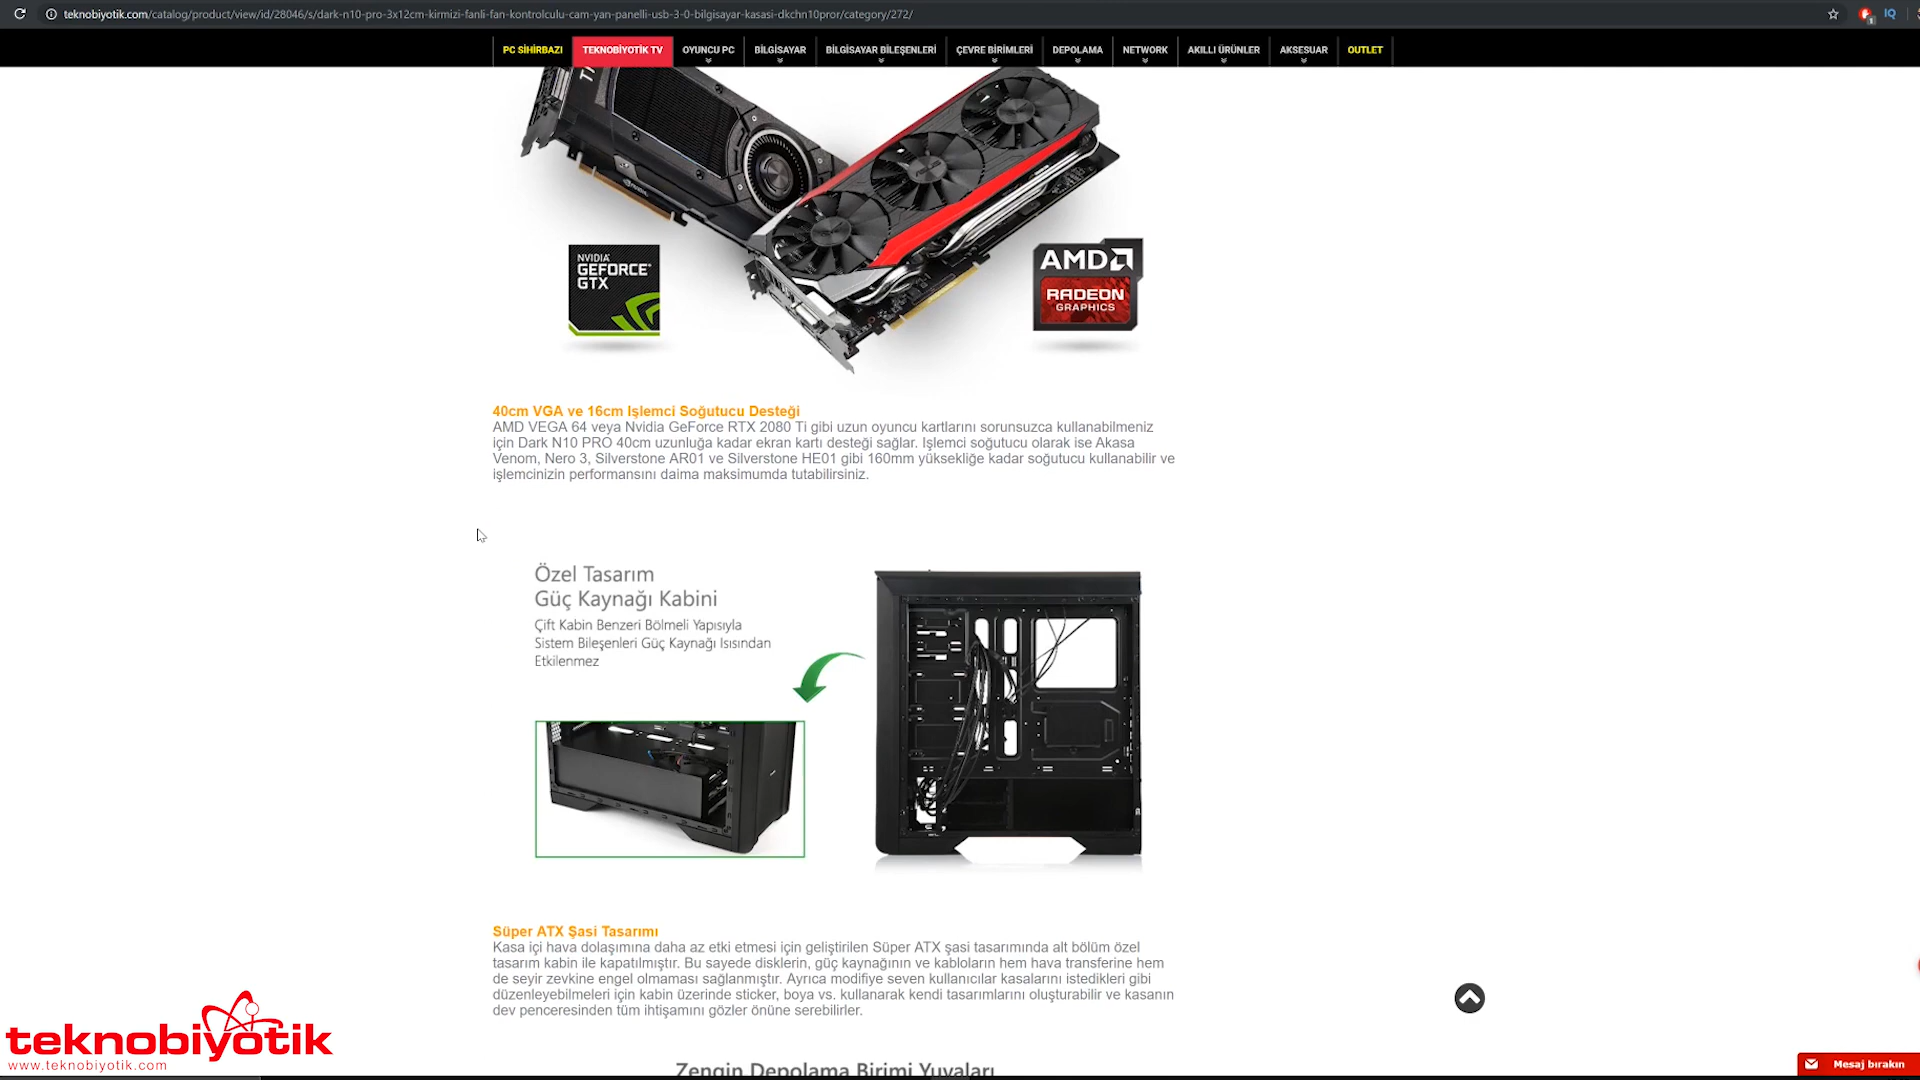 teknobiyotik.com/catalog/product/view/id/28046/s/dark-n10-pro-3x12cm-kirmizi-fanli-fan-kontrolculu-cam-yan-panelli-usb-3-0-bilgisayar-kasasi-dkchn10pror/category/272/
IQ
PC SİHİRBAZI TEKNOBİYOTİK TV OYUNCU PC BİLGİSAYAR BİLGİSAYAR BİLEŞENLERİ ÇEVRE BİRİMLERİ DEPOLAMA NETWORK AKILLI ÜRÜNLER AKSESUAR OUTLET
NVIDIA
GEFORCE
GTX
AMD
RADEON
GRAPHICS
40cm VGA ve 16cm Işlemci Soğutucu Desteği
AMD VEGA 64 veya Nvidia GeForce RTX 2080 Ti gibi uzun oyuncu kartlarını sorunsuzca kullanabilmeniz
için Dark N10 PRO 40cm uzunluğa kadar ekran kartı desteği sağlar. Işlemci soğutucu olarak ise Akasa
Venom, Nero 3, Silverstone AR01 ve Silverstone HE01 gibi 160mm yüksekliğe kadar soğutucu kullanabilir ve
işlemcinizin performansını daima maksimumda tutabilirsiniz.
Özel Tasarım
Güç Kaynağı Kabini
Çift Kabin Benzeri Bölmeli Yapısıyla
Sistem Bileşenleri Güç Kaynağı Isısından
Etkilenmez
Süper ATX Şasi Tasarımı
Kasa içi hava dolaşımına daha az etki etmesi için geliştirilen Süper ATX şasi tasarımında alt bölüm özel
tasarım kabin ile kapatılmıştır. Bu sayede disklerin, güç kaynağının ve kabloların hem hava transferine hem
de seyir zevkine engel olmaması sağlanmıştır. Ayrıca modifiye seven kullanıcılar kasalarını istedikleri gibi
düzenleyebilmeleri için kabin üzerinde sticker, boya vs. kullanarak kendi tasarımlarını oluşturabilir ve kasanın
dev penceresinden tüm ihtişamını gözler önüne serebilirler.
Zengin Depolama Birimi Yuvaları
teknobiyotik
www.teknobiyotik.com
Mesaj bırakın